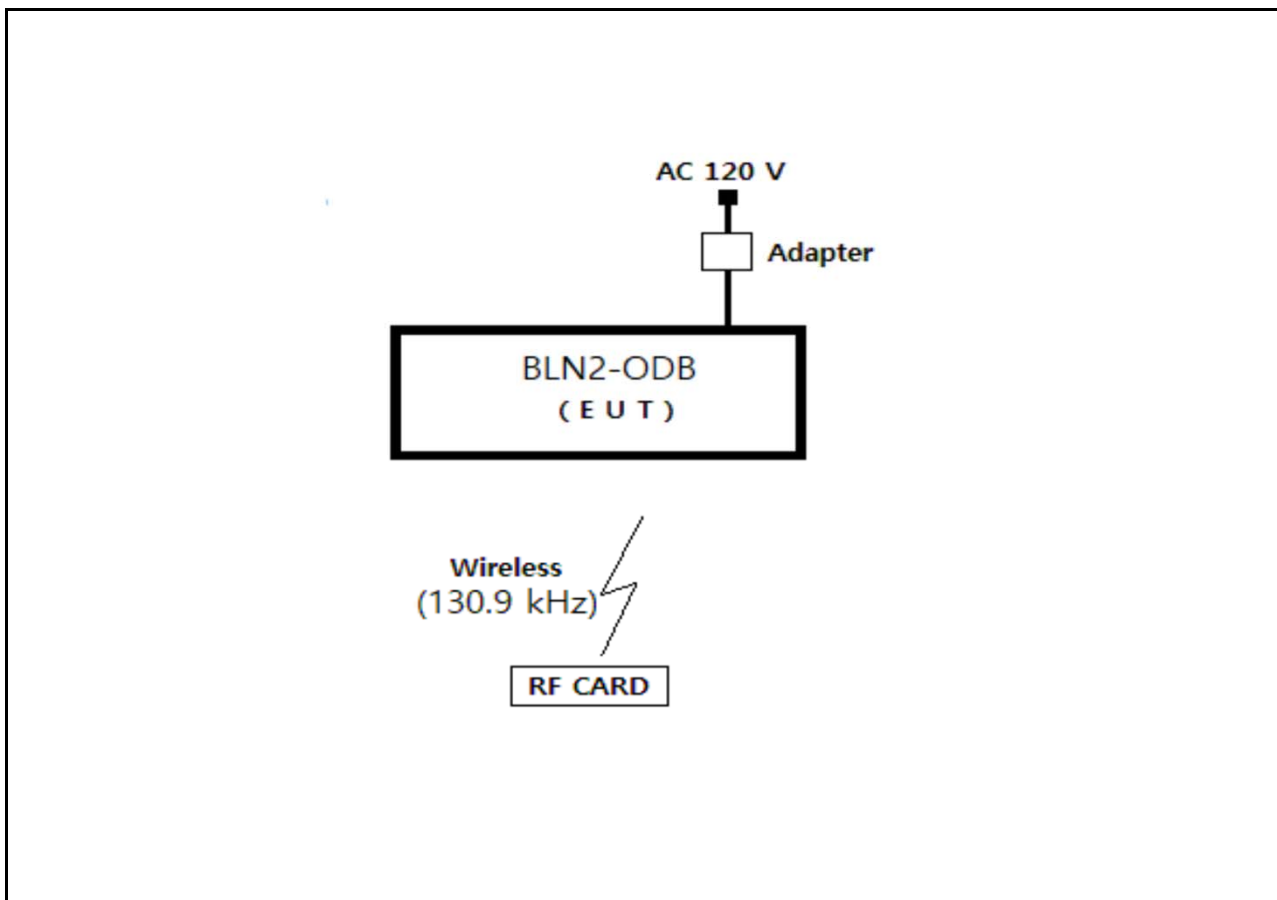 AC 120 V
Adapter
BLN2-ODB
( E U T )
Wireless
(130.9 kHz)
RF CARD